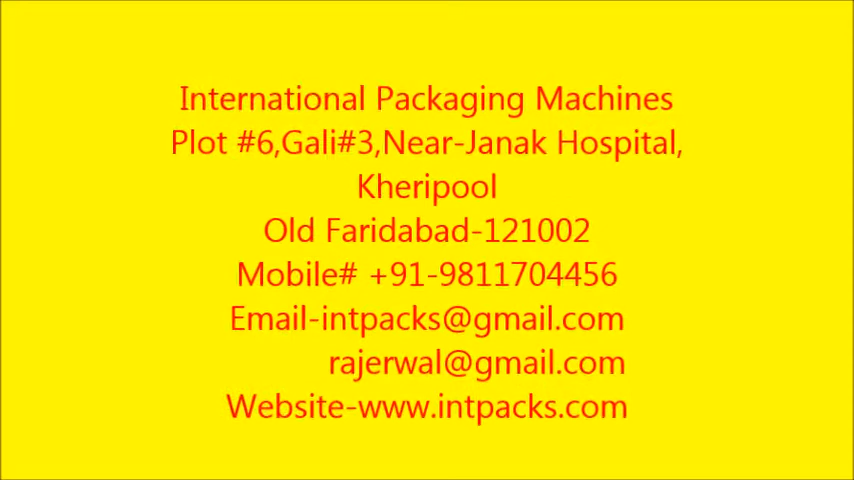 International Packaging Machines
Plot #6,Gali#3,Near-Janak Hospital,
Kheripool
Old Faridabad-121002
Mobile# +91-9811704456
Email-intpacks@gmail.com
rajerwal@gmail.com
Website-www.intpacks.com